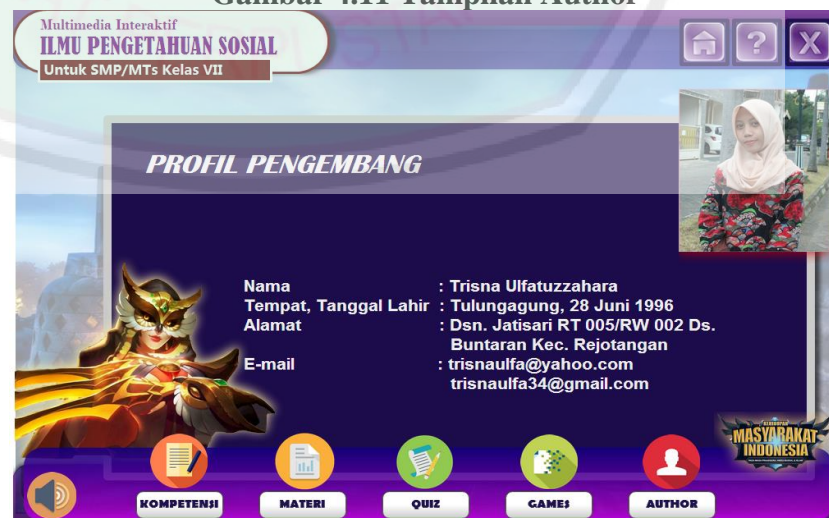 Gambar 4.11 Tampilan Author
Multimedia Interaktif
ILMU PENGETAHUAN SOSIAL
Untuk SMP/MTs Kelas VII
?
X
PROFIL PENGEMBANG
Nama : Trisna Ulfatuzzahara
Tempat, Tanggal Lahir : Tulungagung, 28 Juni 1996
Alamat : Dsn. Jatisari RT 005/RW 002 Ds.
Buntaran Kec. Rejotangan
E-mail : trisnaulfa@yahoo.com
trisnaulfa34@gmail.com
MASYARAKAT
INDONESIA
KOMPETENSI
MATERI
QUIZ
GAMES
AUTHOR